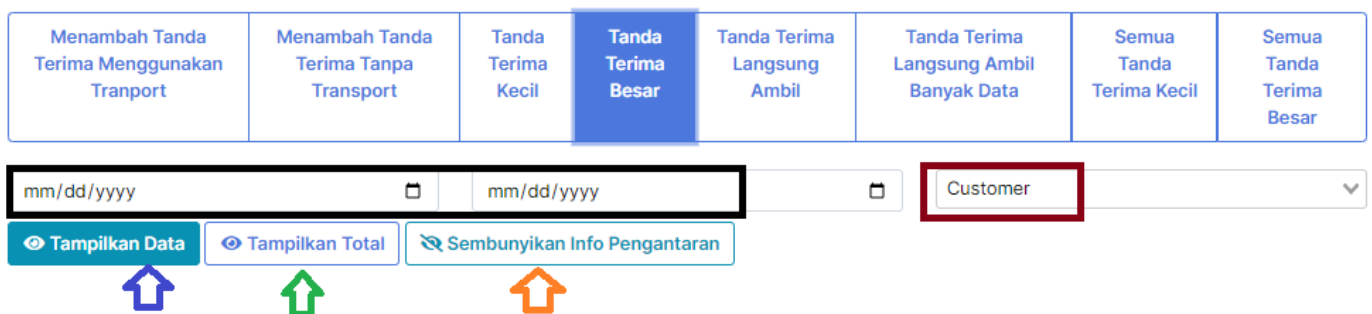 Menambah Tanda
Terima Menggunakan
Tranport
Menambah Tanda
Terima Tanpa
Transport
Tanda
Terima
Kecil
Tanda
Terima
Besar
Tanda Terima
Langsung
Ambil
Tanda Terima
Langsung Ambil
Banyak Data
Semua
Tanda
Terima Kecil
Semua
Tanda
Terima
Besar
mm/dd/yyyy
mm/dd/yyyy
Customer
Tampilkan Data
Tampilkan Total
Sembunyikan Info Pengantaran